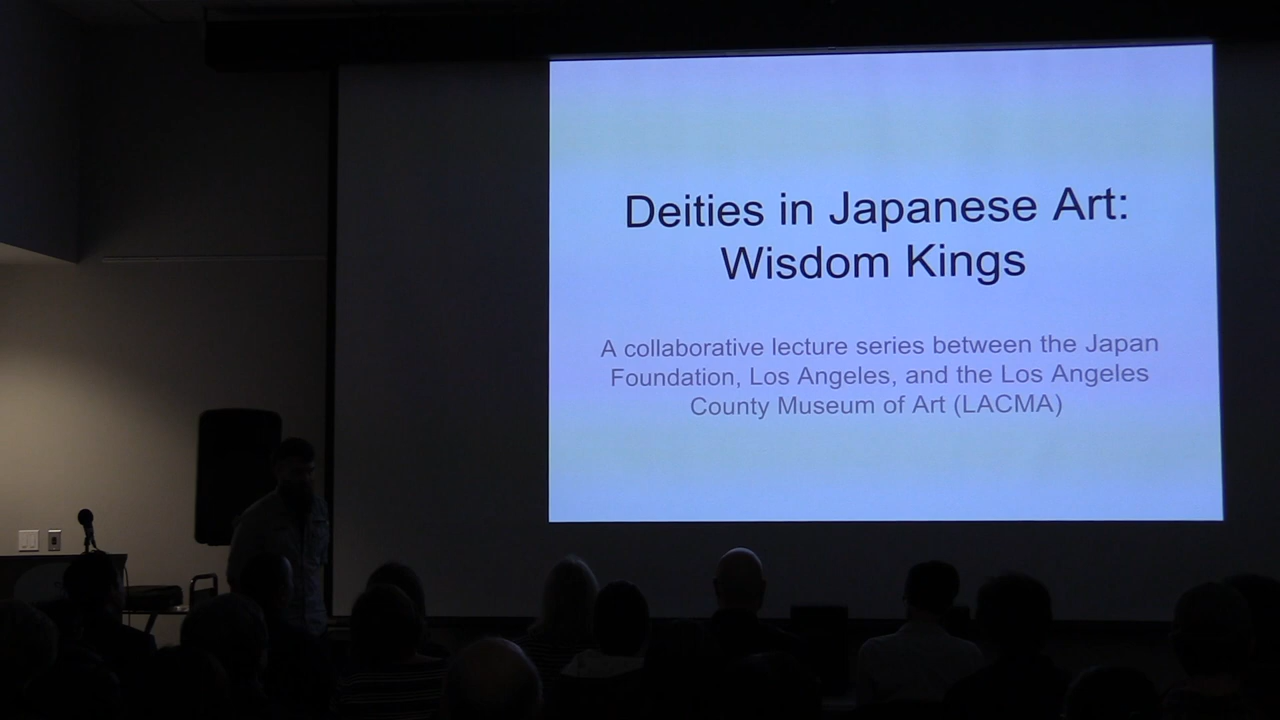 Deities in Japanese Art:
Wisdom Kings
A collaborative lecture series between the Japan
Foundation, Los Angeles, and the Los Angeles
County Museum of Art (LACMA)